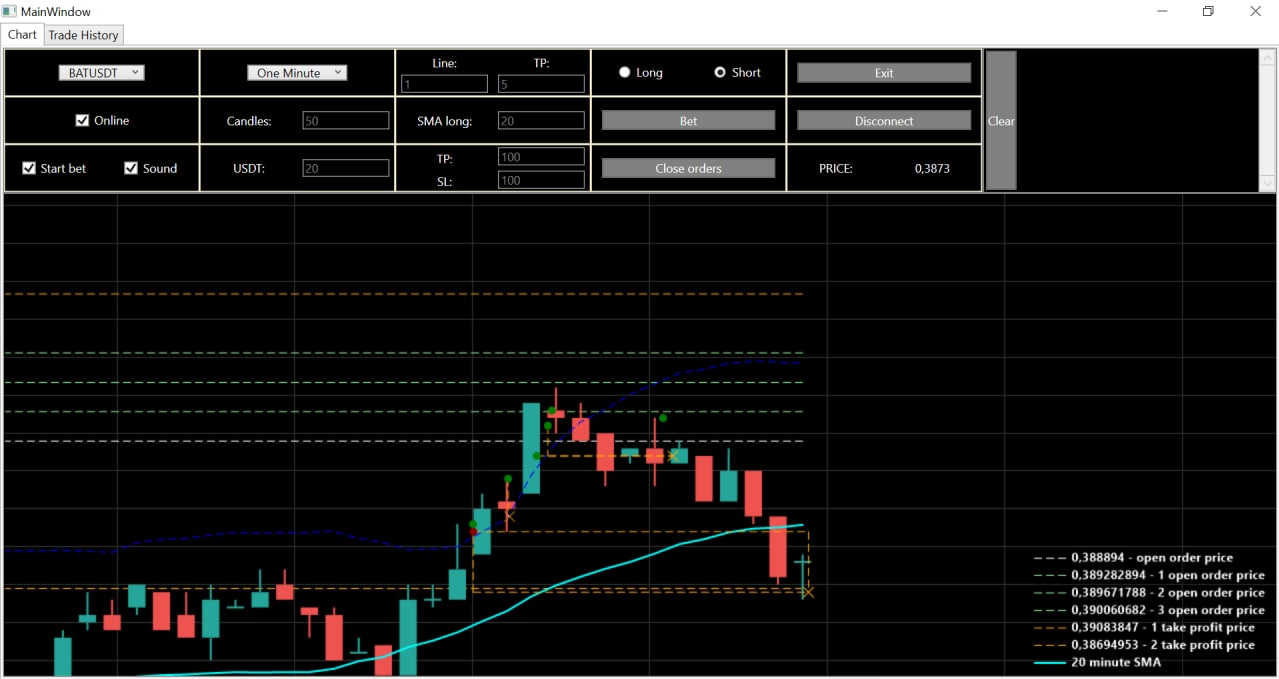 MainWindow
Chart Trade History
BATUSDT One Minute Line: TP: Long Short Exit
1 5
Online Candles: 50 SMA long: 20 Bet Disconnect Clear
Start bet Sound USDT: 20 TP: 100 Close orders PRICE: 0,3873
SL: 100
0,388894 - open order price
0,389282894 - 1 open order price
0,389671788 - 2 open order price
0,390060682 - 3 open order price
0,39083847 - 1 take profit price
0,38694953 - 2 take profit price
20 minute SMA